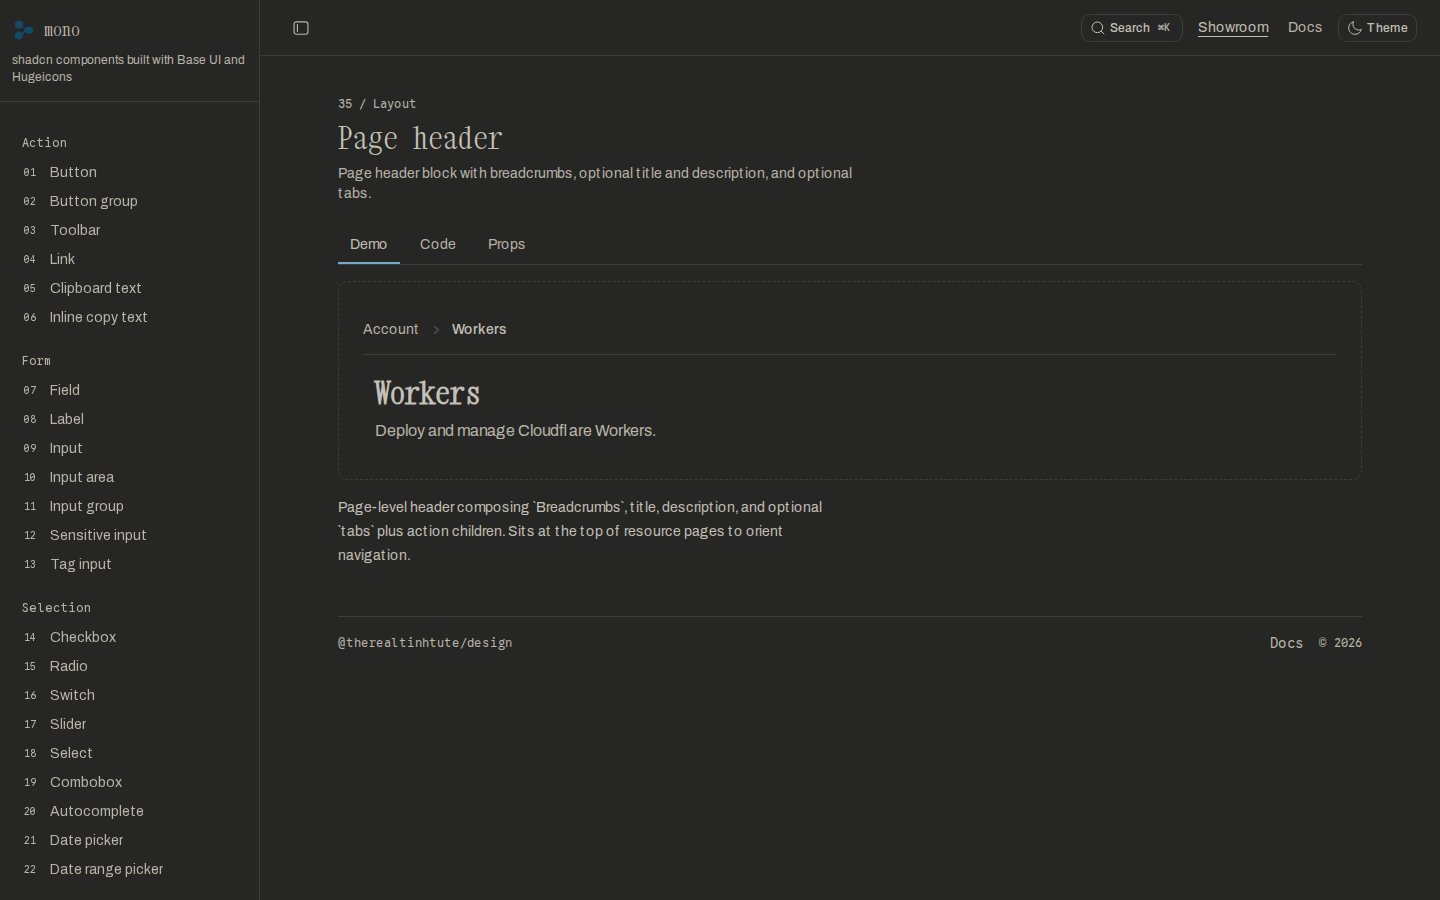 mono
shadcn components built with Base UI and
Hugeicons
Search ⌘K
Showroom
Docs
Theme
Action
01 Button
02 Button group
03 Toolbar
04 Link
05 Clipboard text
06 Inline copy text
Form
07 Field
08 Label
09 Input
10 Input area
11 Input group
12 Sensitive input
13 Tag input
Selection
14 Checkbox
15 Radio
16 Switch
17 Slider
18 Select
19 Combobox
20 Autocomplete
21 Date picker
22 Date range picker
35 / Layout
Page header
Page header block with breadcrumbs, optional title and description, and optional
tabs.
Demo Code Props
Account > Workers
Workers
Deploy and manage Cloudflare Workers.
Page-level header composing `Breadcrumbs`, title, description, and optional
`tabs` plus action children. Sits at the top of resource pages to orient
navigation.
@therealtinhtute/design
Docs © 2026